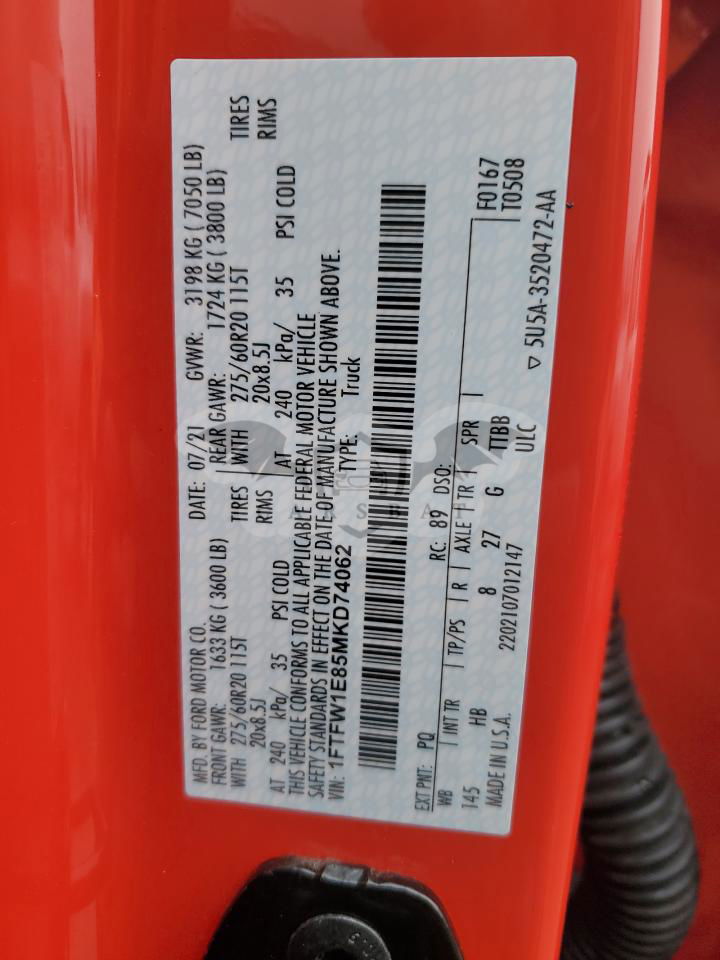 MFD. BY FORD MOTOR CO. DATE: 07/21 GVWR: 3198 KG ( 7050 LB)
FRONT GAWR: 1633 KG ( 3600 LB) REAR GAWR: 1724 KG ( 3800 LB)
WITH 275/60R20 115T TIRES WITH 275/60R20 115T TIRES
20x8.5J RIMS 20x8.5J RIMS
AT 240 kPa/ 35 PSI COLD AT 240 kPa/ 35 PSI COLD
THIS VEHICLE CONFORMS TO ALL APPLICABLE FEDERAL MOTOR VEHICLE
SAFETY STANDARDS IN EFFECT ON THE DATE OF MANUFACTURE SHOWN ABOVE.
VIN: 1FTFW1E85MKD74062 TYPE: Truck
EXT PNT: PQ RC: 89 DSO: F0167
WB INT TR TP/PS R AXLE TR SPR T0508
145 HB 8 27 G TTBB
MADE IN U.S.A. 2202107012147 ULC
▽ 5U5A-3520472-AA